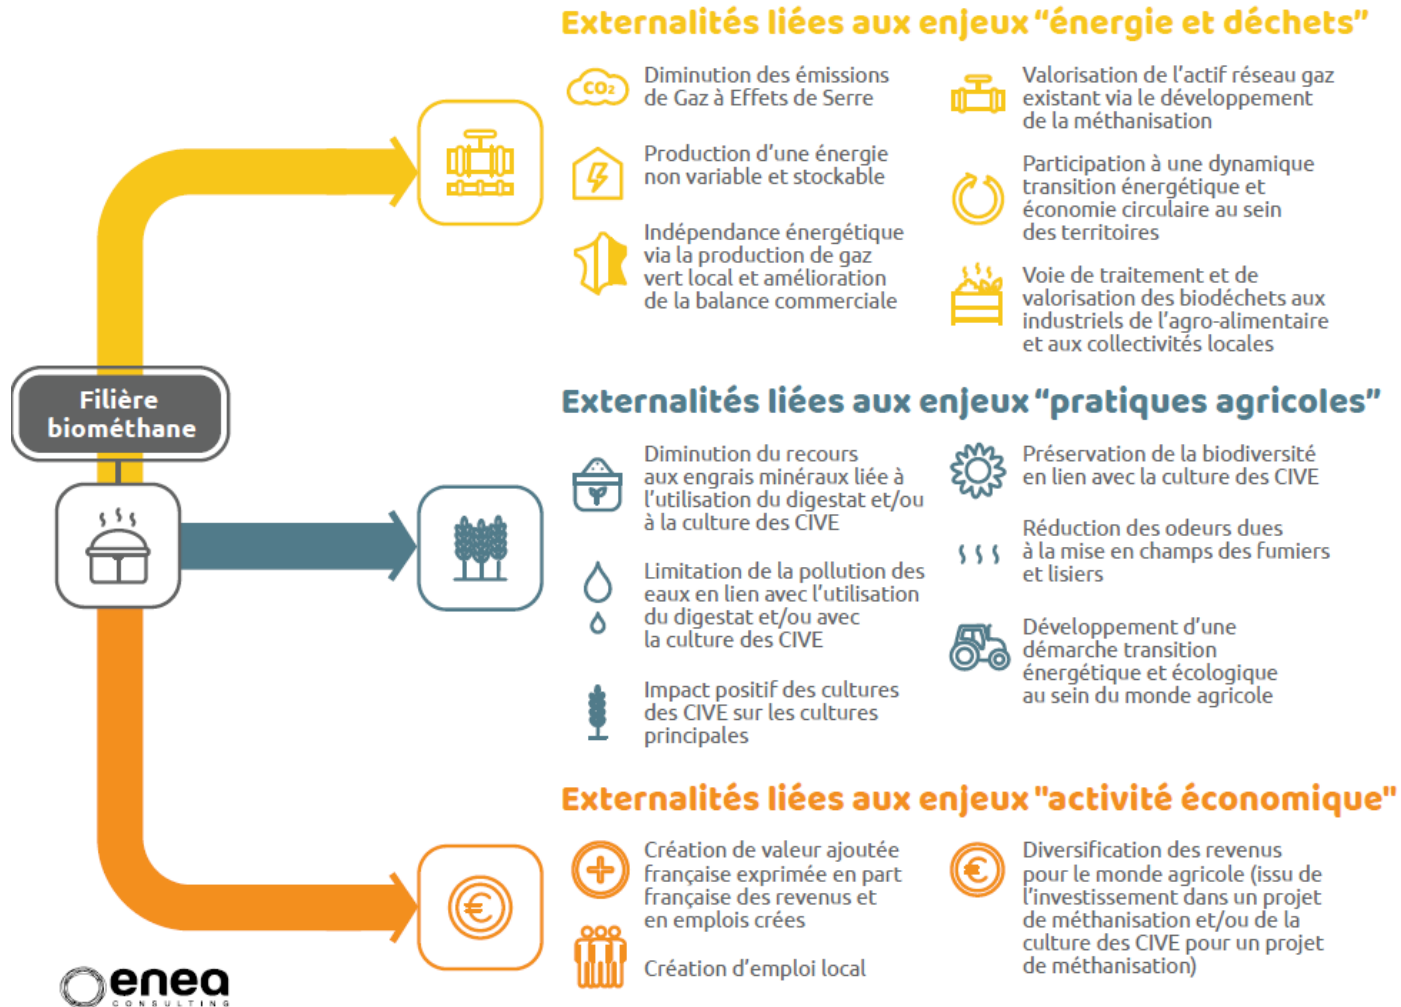 Externalités liées aux enjeux “énergie et déchets”
CO₂
Diminution des émissions
de Gaz à Effets de Serre
Production d’une énergie
non variable et stockable
Indépendance énergétique
via la production de gaz
vert local et amélioration
de la balance commerciale
Valorisation de l’actif réseau gaz
existant via le développement
de la méthanisation
Participation à une dynamique
transition énergétique et
économie circulaire au sein
des territoires
Voie de traitement et de
valorisation des biodéchets aux
industriels de l’agro-alimentaire
et aux collectivités locales
Filière
biométhane
Externalités liées aux enjeux “pratiques agricoles”
Diminution du recours
aux engrais minéraux liée à
l’utilisation du digestat et/ou
à la culture des CIVE
Limitation de la pollution des
eaux en lien avec l’utilisation
du digestat et/ou avec
la culture des CIVE
Impact positif des cultures
des CIVE sur les cultures
principales
Préservation de la biodiversité
en lien avec la culture des CIVE
Réduction des odeurs dues
à la mise en champs des fumiers
et lisiers
Développement d’une
démarche transition
énergétique et écologique
au sein du monde agricole
Externalités liées aux enjeux "activité économique"
€
Création de valeur ajoutée
française exprimée en part
française des revenus et
en emplois crées
Création d’emploi local
€
Diversification des revenus
pour le monde agricole (issu de
l’investissement dans un projet
de méthanisation et/ou de la
culture des CIVE pour un projet
de méthanisation)
enea
CONSULTING